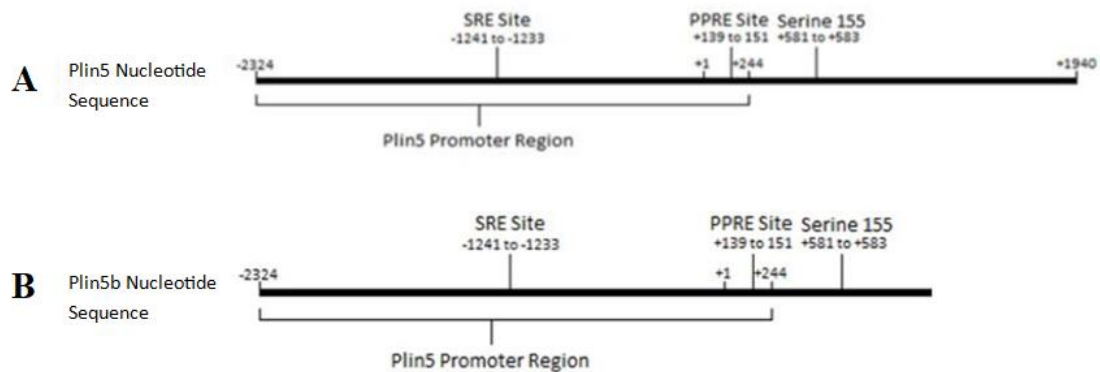 SRE Site PPRE Site Serine 155
-1241 to -1233 +139 to 151 +581 to +583
A Plin5 Nucleotide -2324 +1 +244 +1940
Sequence
Plin5 Promoter Region
SRE Site PPRE Site Serine 155
-1241 to -1233 +139 to 151 +581 to +583
B Plin5b Nucleotide -2324 +1 +244
Sequence
Plin5 Promoter Region